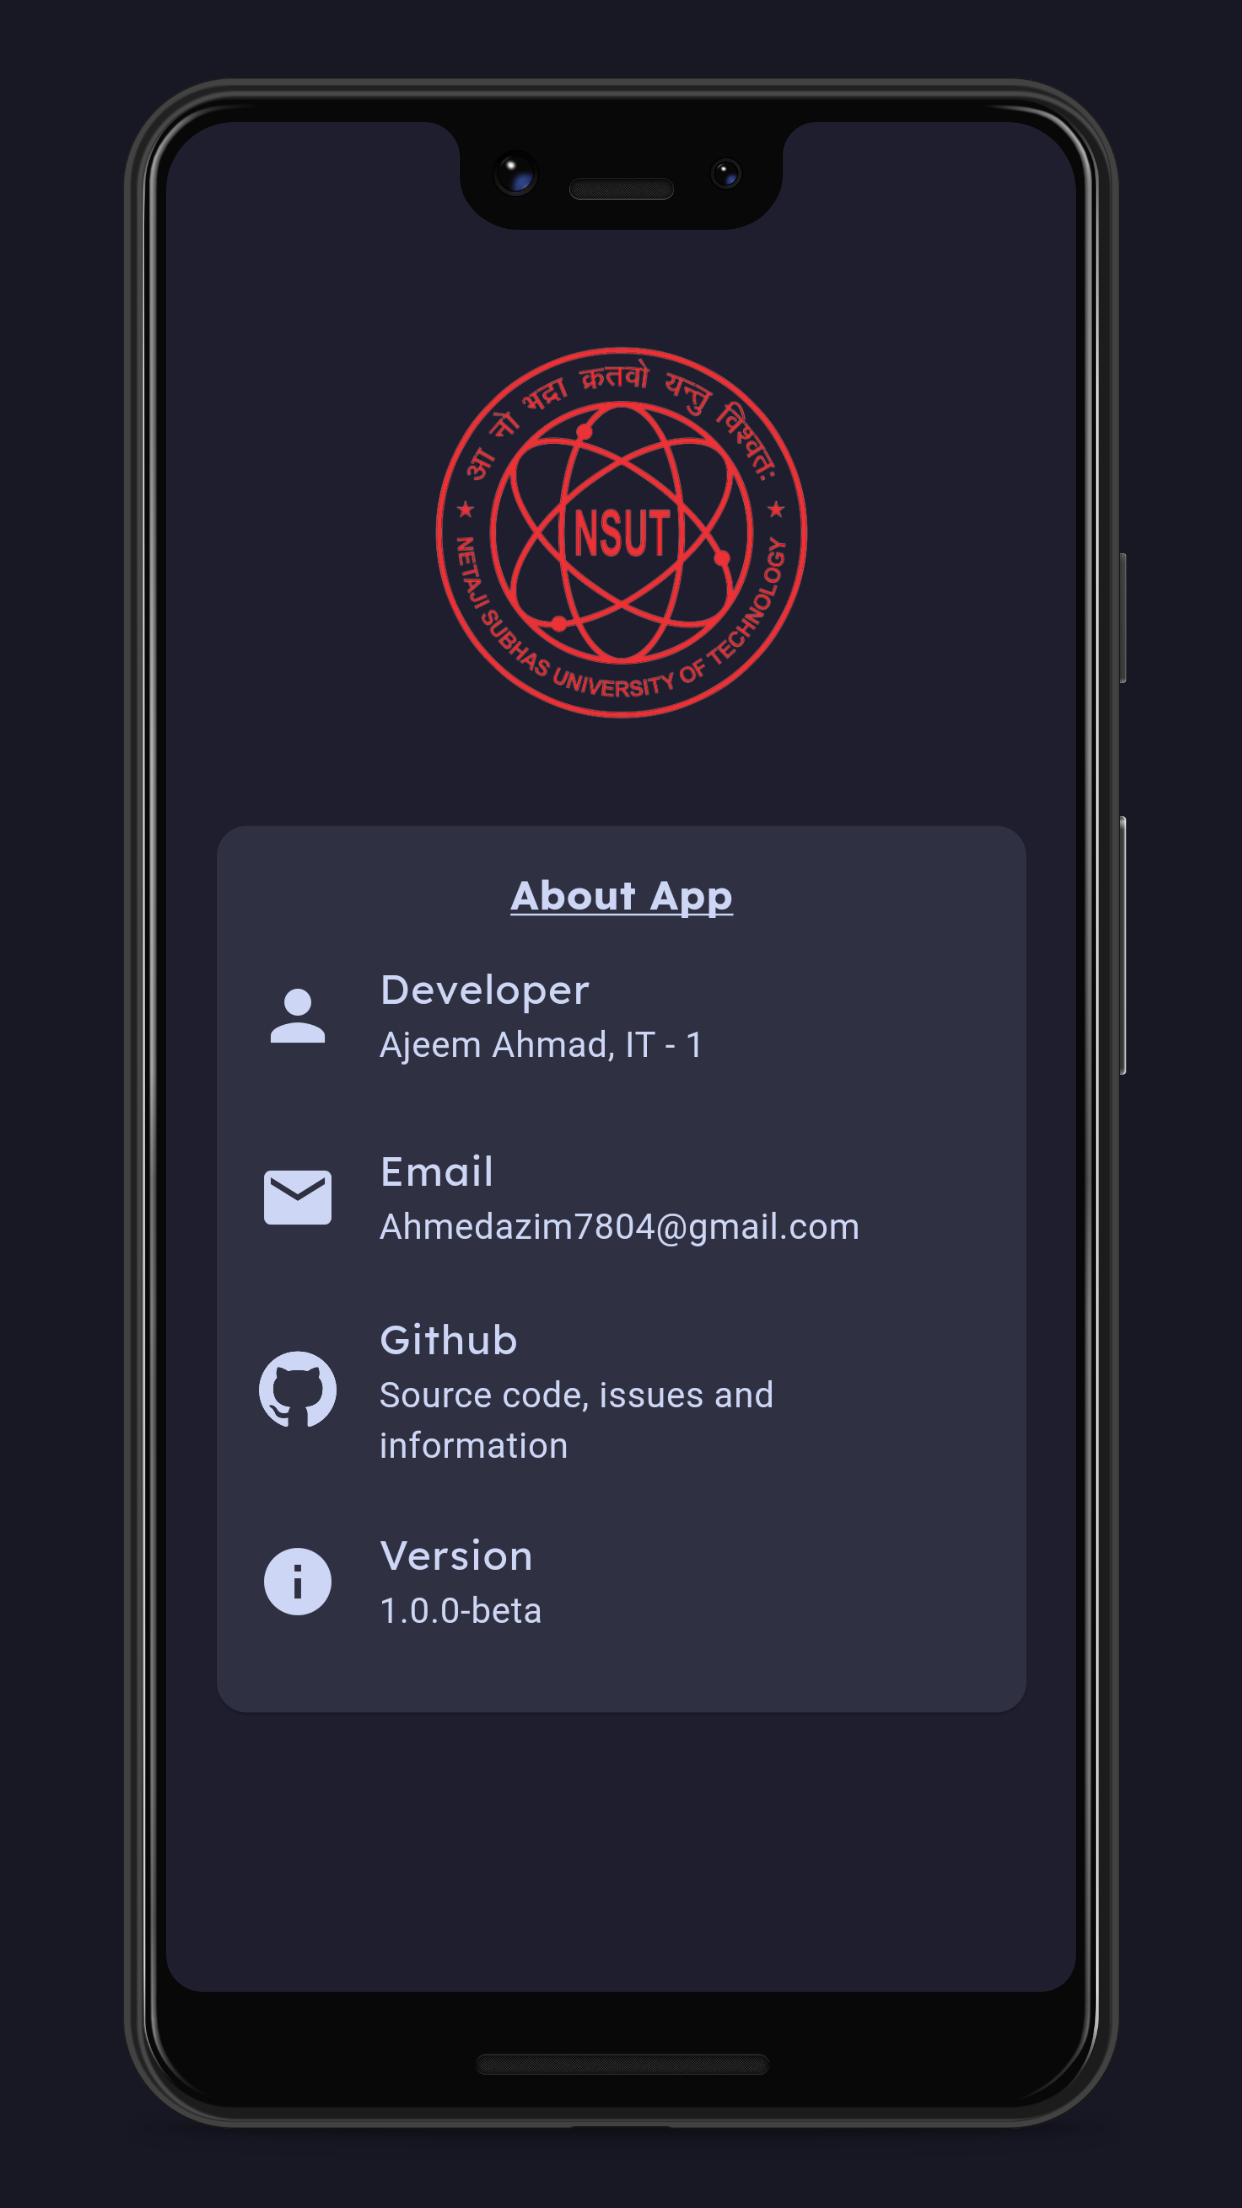 आ नो भद्रा क्रतवो यन्तु विश्वतः
NSUT
★ NETAJI SUBHAS UNIVERSITY OF TECHNOLOGY ★
About App
Developer
Ajeem Ahmad, IT - 1
Email
Ahmedazim7804@gmail.com
Github
Source code, issues and
information
Version
1.0.0-beta